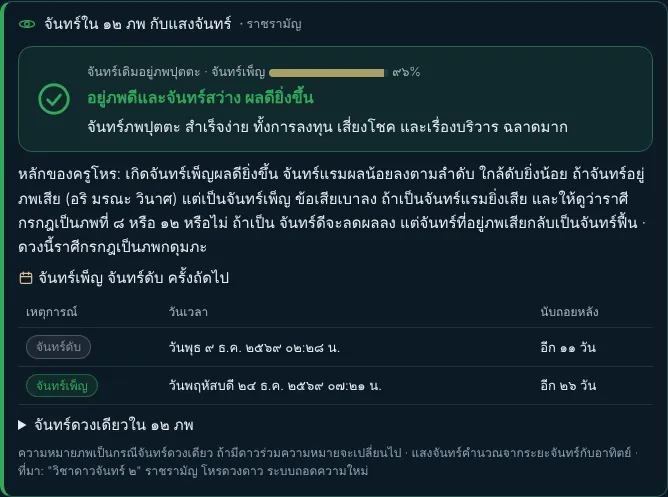 จันทร์ใน ๑๒ ภพ กับแสงจันทร์ · ราชรามัญ
จันทร์เดิมอยู่ภพปุตตะ · จันทร์เพ็ญ ๙๖%
อยู่ภพดีและจันทร์สว่าง ผลดียิ่งขึ้น
จันทร์ภพปุตตะ สำเร็จง่าย ทั้งการลงทุน เสี่ยงโชค และเรื่องบริวาร ฉลาดมาก
หลักของครูโหร: เกิดจันทร์เพ็ญผลดียิ่งขึ้น จันทร์แรมผลน้อยลงตามลำดับ ใกล้ดับยิ่งน้อย ถ้าจันทร์อยู่
ภพเสีย (อริ มรณะ วินาศ) แต่เป็นจันทร์เพ็ญ ข้อเสียเบาลง ถ้าเป็นจันทร์แรมยิ่งเสีย และให้ดูว่าราศี
กรกฎเป็นภพที่ ๘ หรือ ๑๒ หรือไม่ ถ้าเป็น จันทร์ดีจะลดผลลง แต่จันทร์ที่อยู่ภพเสียกลับเป็นจันทร์ฟื้น ·
ดวงนี้ราศีกรกฎเป็นภพกดุมภะ
จันทร์เพ็ญ จันทร์ดับ ครั้งถัดไป
เหตุการณ์ วันเวลา นับถอยหลัง
จันทร์ดับ วันพุธ ๙ ธ.ค. ๒๕๖๙ ๐๒:๒๘ น. อีก ๑๑ วัน
จันทร์เพ็ญ วันพฤหัสบดี ๒๔ ธ.ค. ๒๕๖๙ ๐๗:๒๑ น. อีก ๒๖ วัน
▶ จันทร์ดวงเดียวใน ๑๒ ภพ
ความหมายภพเป็นกรณีจันทร์ดวงเดียว ถ้ามีดาวร่วมความหมายจะเปลี่ยนไป · แสงจันทร์คำนวณจากระยะจันทร์กับอาทิตย์ ·
ที่มา: "วิชาดาวจันทร์ ๒" ราชรามัญ โหรดวงดาว ระบบถอดความใหม่